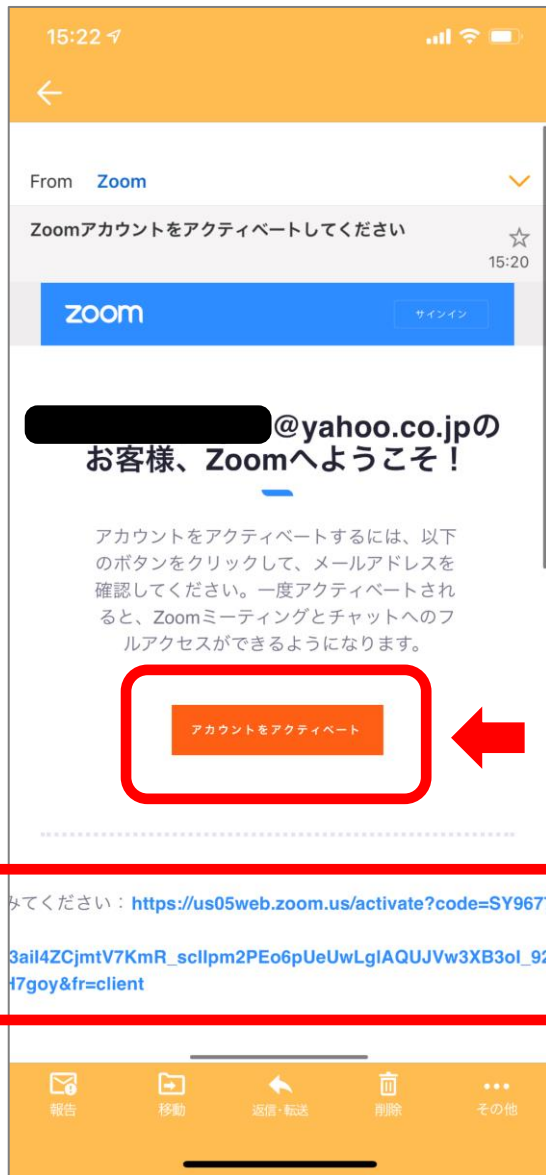 15:22
From Zoom
Zoomアカウントをアクティベートしてください
15:20
zoom
サインイン
@yahoo.co.jpの
お客様、Zoomへようこそ！
アカウントをアクティベートするには、以下
のボタンをクリックして、メールアドレスを
確認してください。一度アクティベートされ
ると、Zoomミーティングとチャットへのフ
ルアクセスができるようになります。
アカウントをアクティベート
みてください：https://us05web.zoom.us/activate?code=SY967
3ail4ZCjmtV7KmR_scIlpm2PEo6pUeUwLglAQUJVw3XB3ol_92
H7goy&fr=client
報告
移動
返信・転送
削除
その他